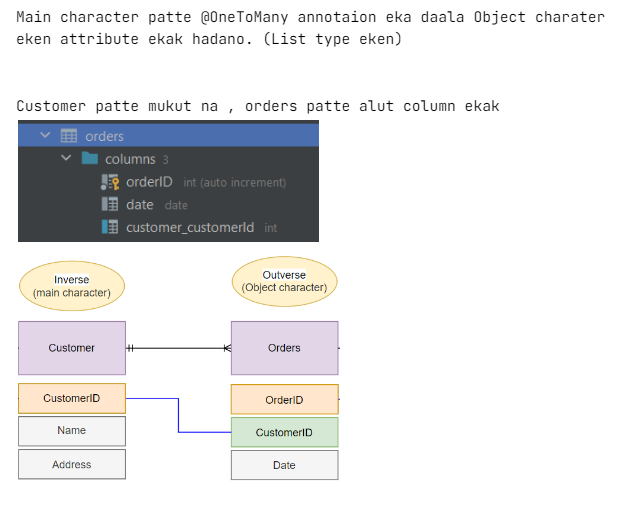 Main character patte @OneToMany annotaion eka daala Object charater
eken attribute ekak hadano. (List type eken)
Customer patte mukut na , orders patte alut column ekak
orders
columns 3
orderID int (auto increment)
date date
customer_customerId int
Inverse
(main character)
Outverse
(Object character)
Customer
Orders
CustomerID
OrderID
Name
CustomerID
Address
Date